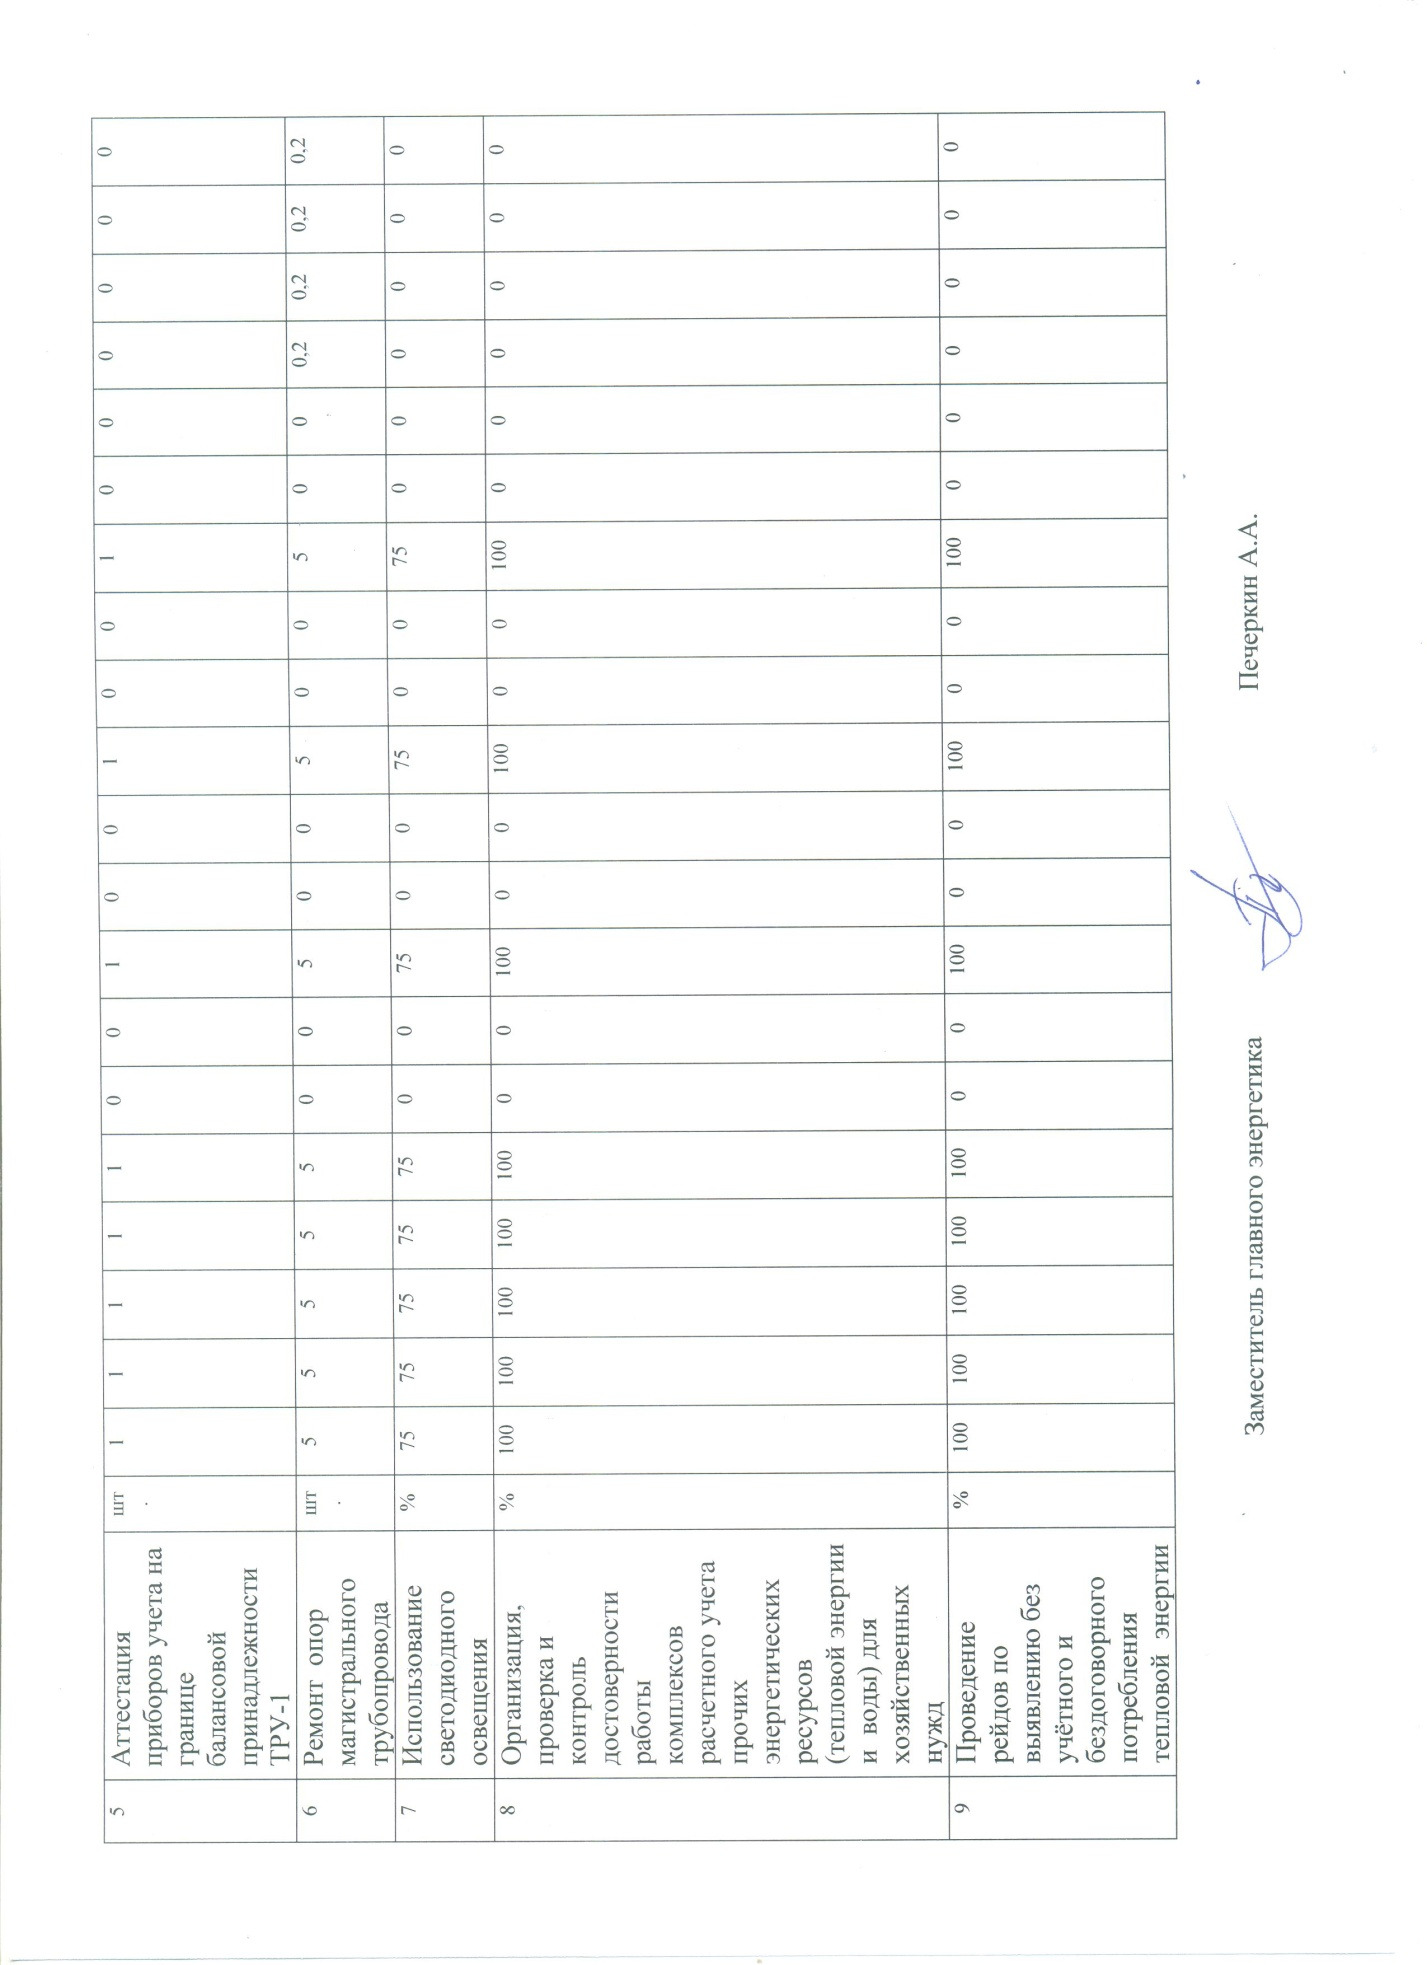 5 Аттестация шт 1 1 1 1 1 0 0 1 0 0 1 0 0 1 0 0 0 0 0 0
приборов учета на .
границе
балансовой
принадлежности
ТРУ-1
6 Ремонт опор шт 5 5 5 5 5 0 0 5 0 0 5 0 0 5 0 0 0,2 0,2 0,2 0,2
магистрального .
трубопровода
7 Использование % 75 75 75 75 75 0 0 75 0 0 75 0 0 75 0 0 0 0 0 0
светодиодного
освещения
8 Организация, % 100 100 100 100 100 0 0 100 0 0 100 0 0 100 0 0 0 0 0 0
проверка и
контроль
достоверности
работы
комплексов
расчетного учета
прочих
энергетических
ресурсов
(тепловой энергии
и воды) для
хозяйственных
нужд
9 Проведение % 100 100 100 100 100 0 0 100 0 0 100 0 0 100 0 0 0 0 0 0
рейдов по
выявлению без
учётного и
бездоговорного
потребления
тепловой энергии
Заместитель главного энергетика Печеркин А.А.